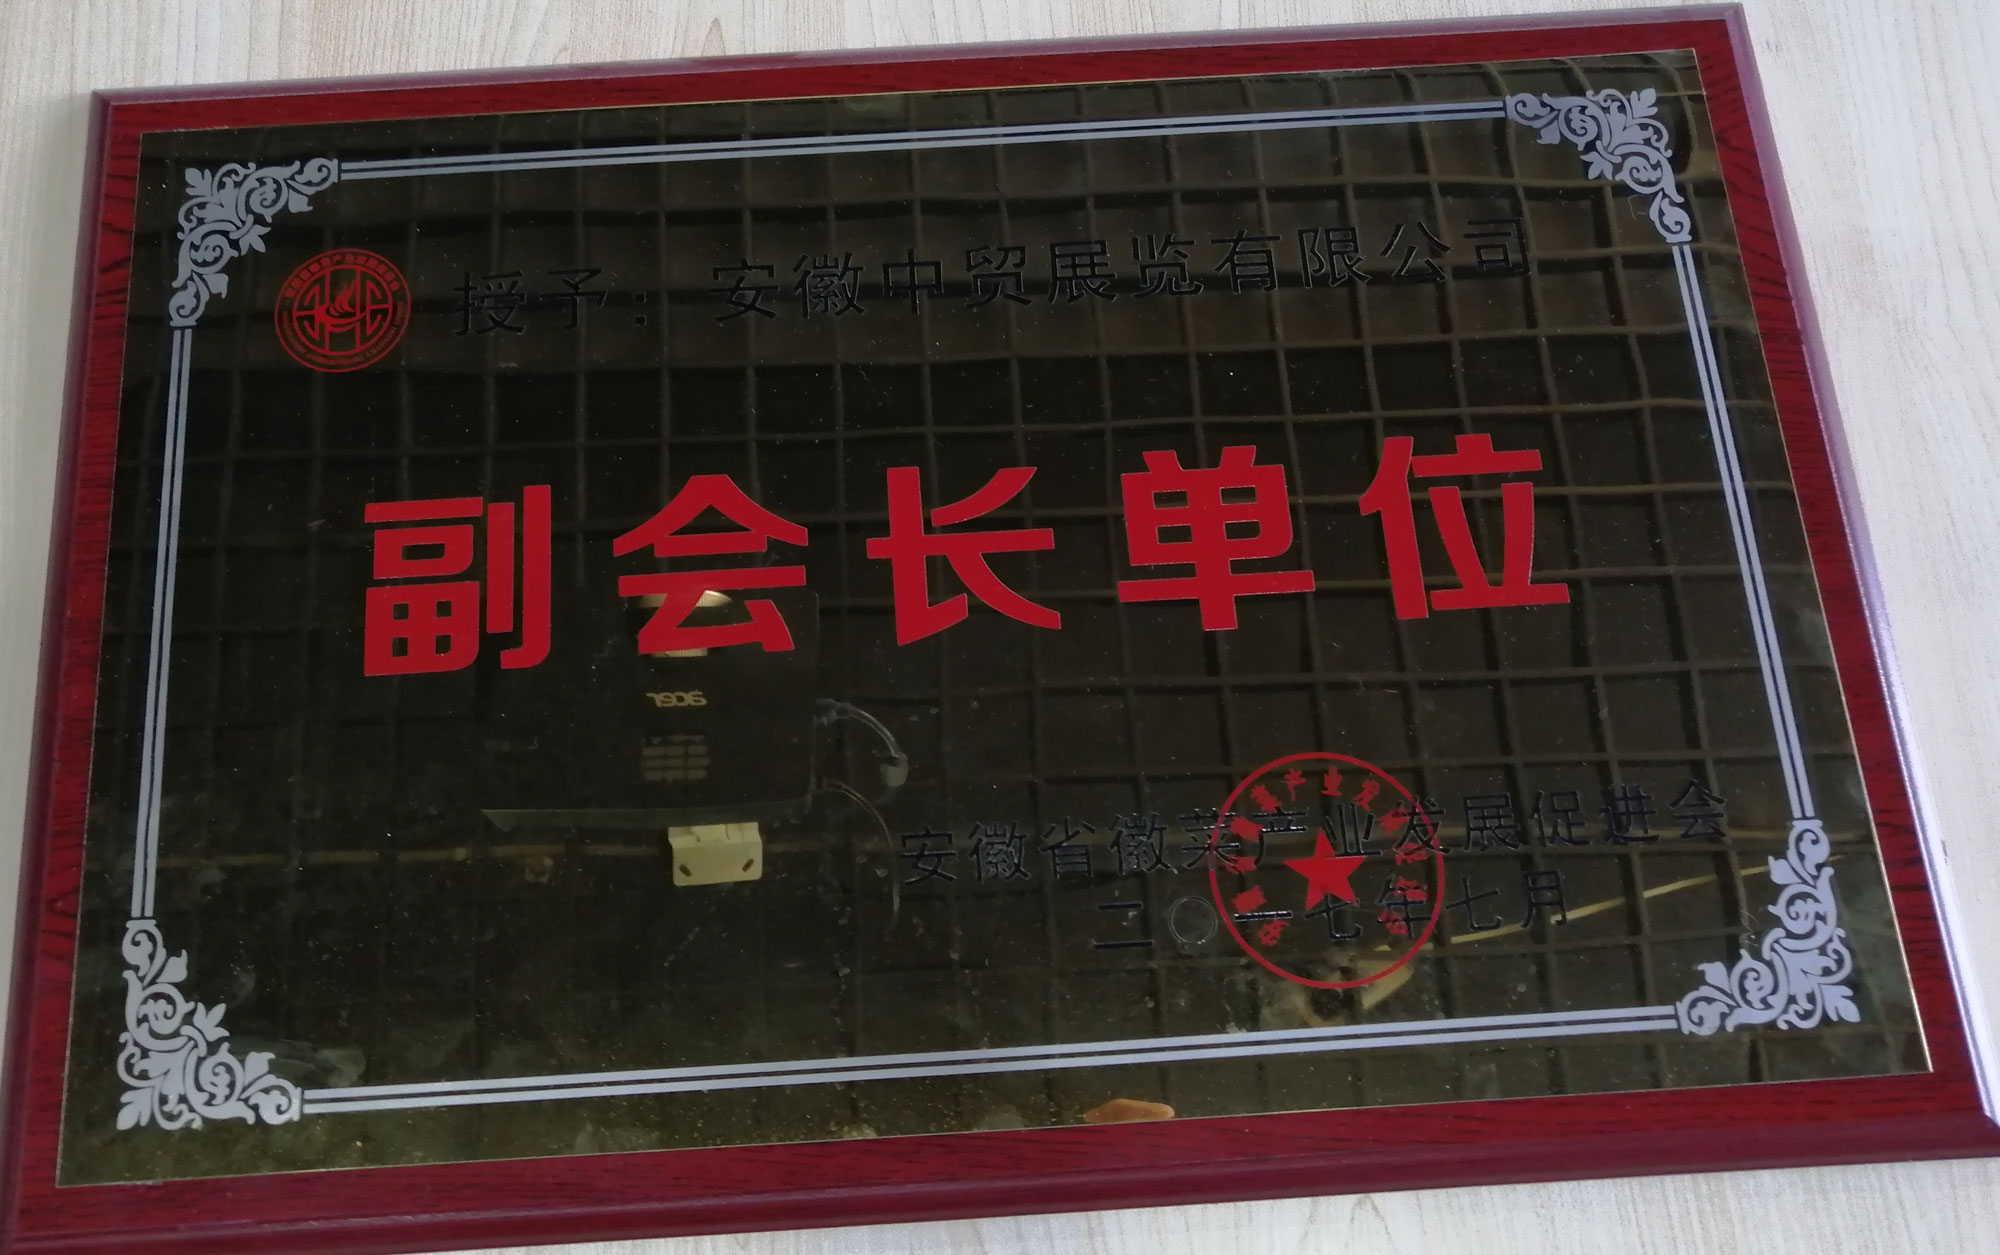 授予：安徽中贸展览有限公司
副会长单位
安徽省徽菜产业发展促进会
二〇一七年七月